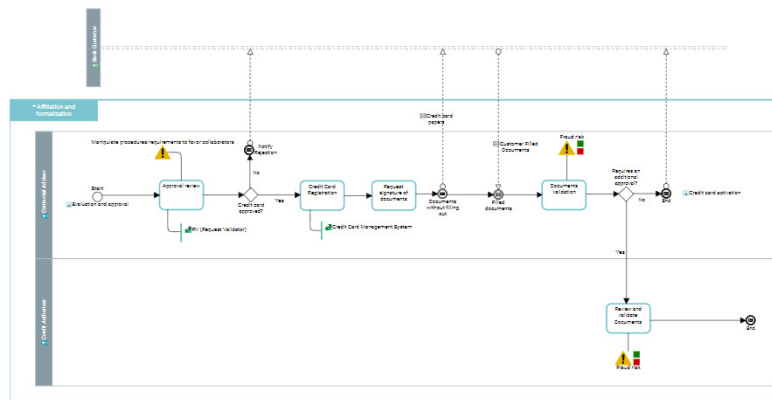 Bank Customer
Affiliation and
formalization
Credit card
papers
Manipulate procedures/requirements to favor collaborators
Notify
Rejection
Customer Filled
Documents
Fraud risk
Requires an
additional
approval?
Start
Evaluation and approval
Approval review
No
Credit card
approved?
Yes
Credit Card
Registration
Request
signature of
documents
Documents
without filling
out
Filled
documents
Documents
validation
No
End
Credit card activation
RV (Request Validator)
Credit Card Management System
Yes
Credit Authorizer
Review and
validate
Documents
End
Fraud risk